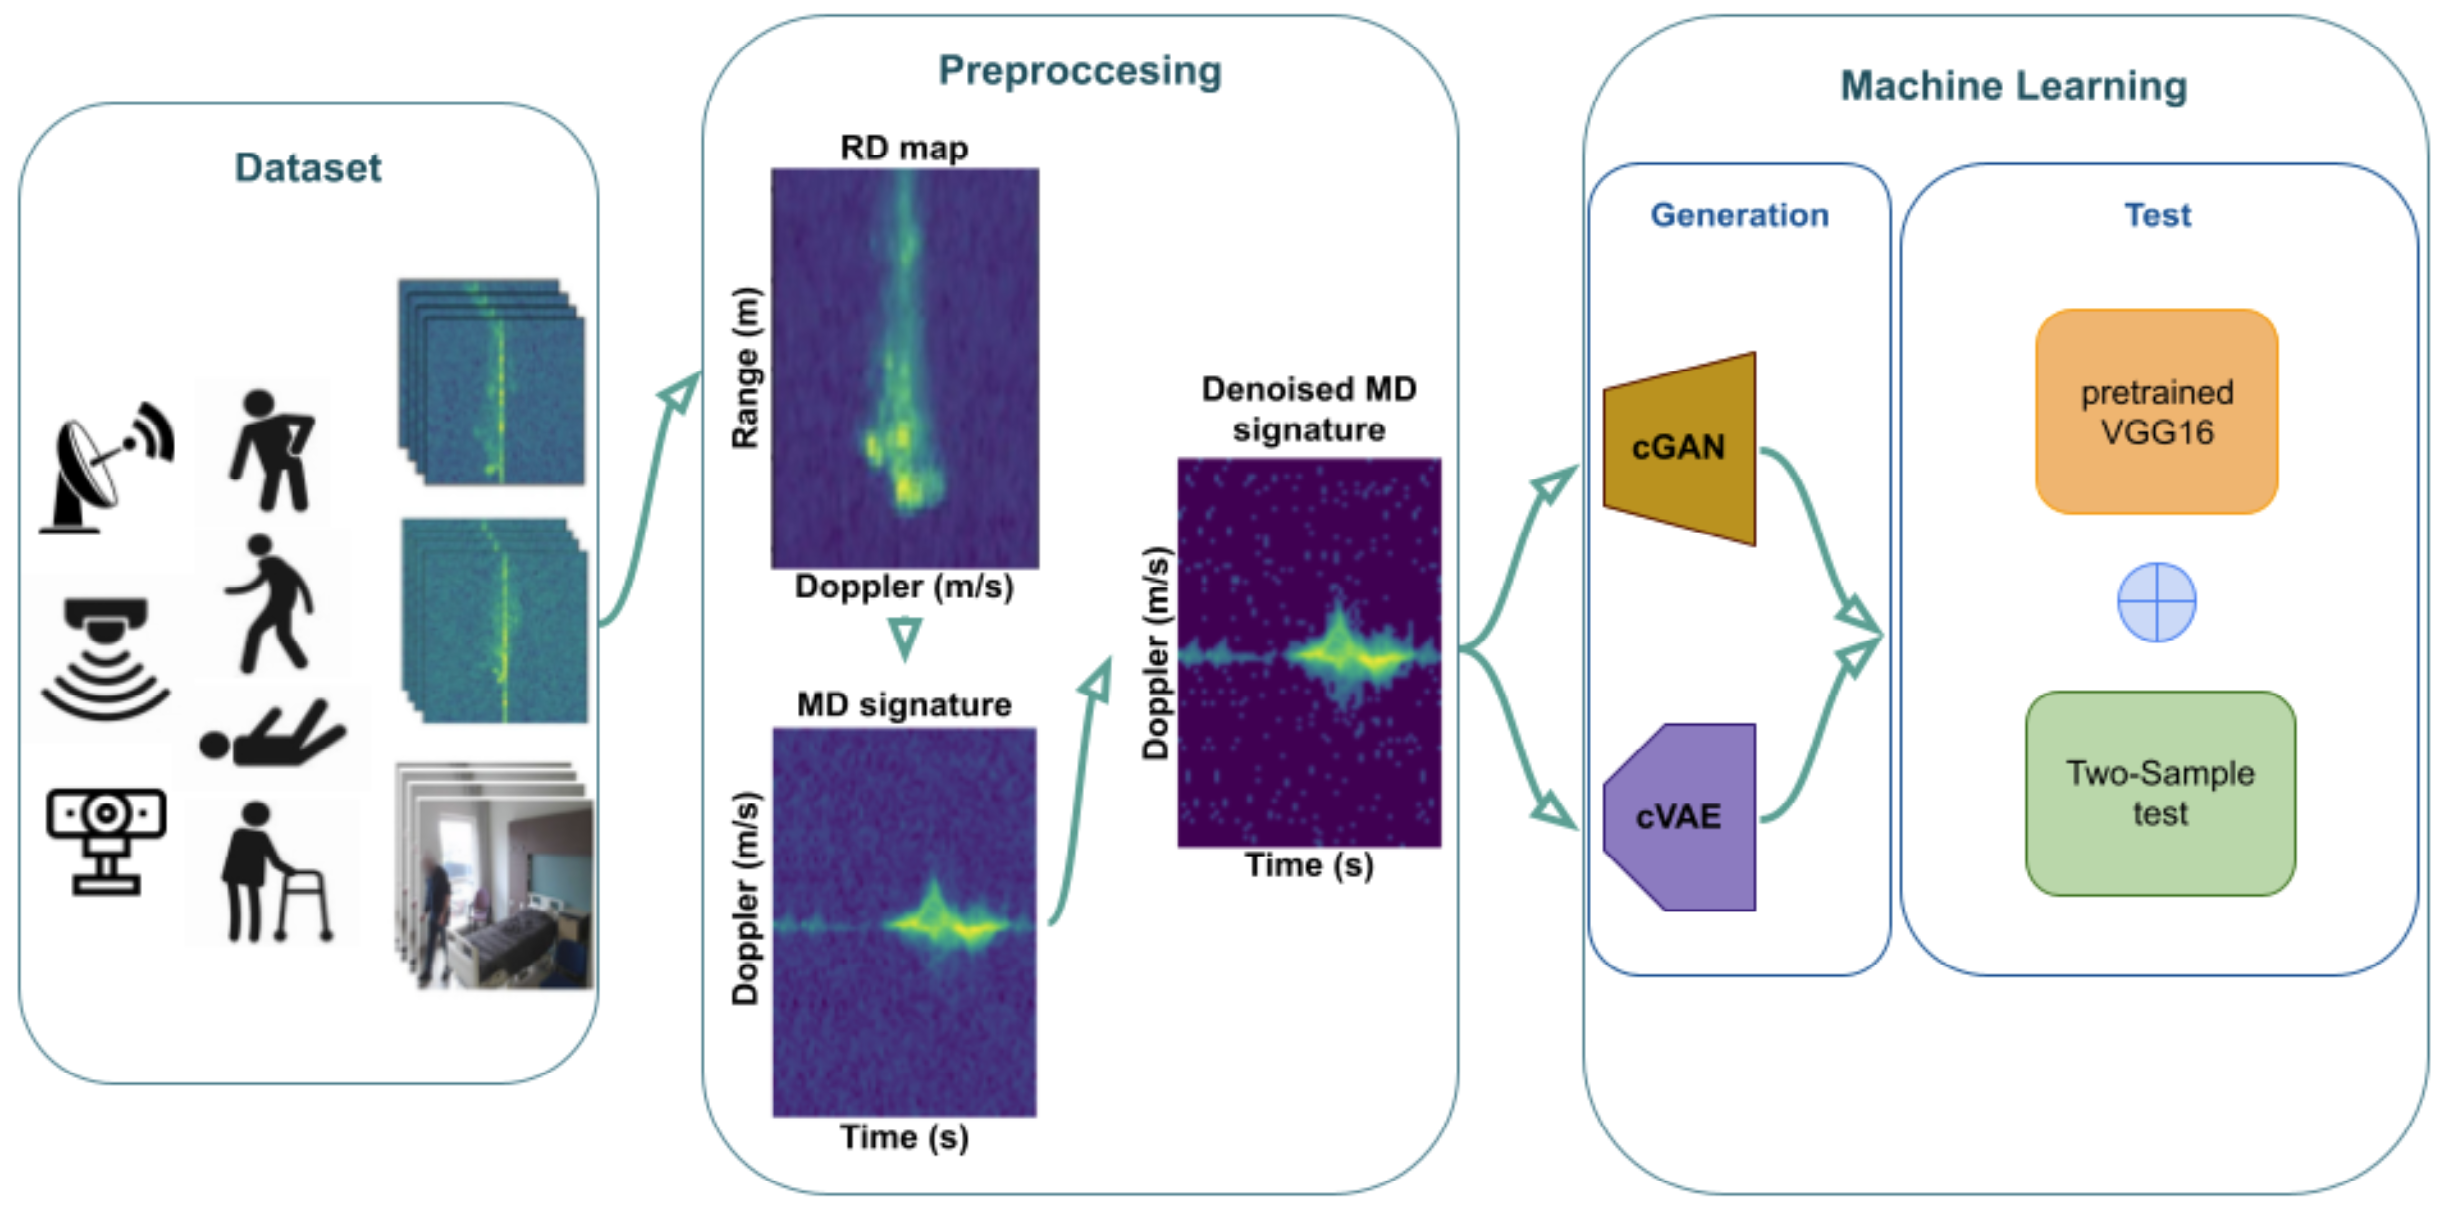 Dataset
Preproccesing
RD map
Range (m)
Doppler (m/s)
MD signature
Doppler (m/s)
Time (s)
Denoised MD
signature
Doppler (m/s)
Time (s)
Machine Learning
Generation
cGAN
cVAE
Test
pretrained
VGG16
Two-Sample
test